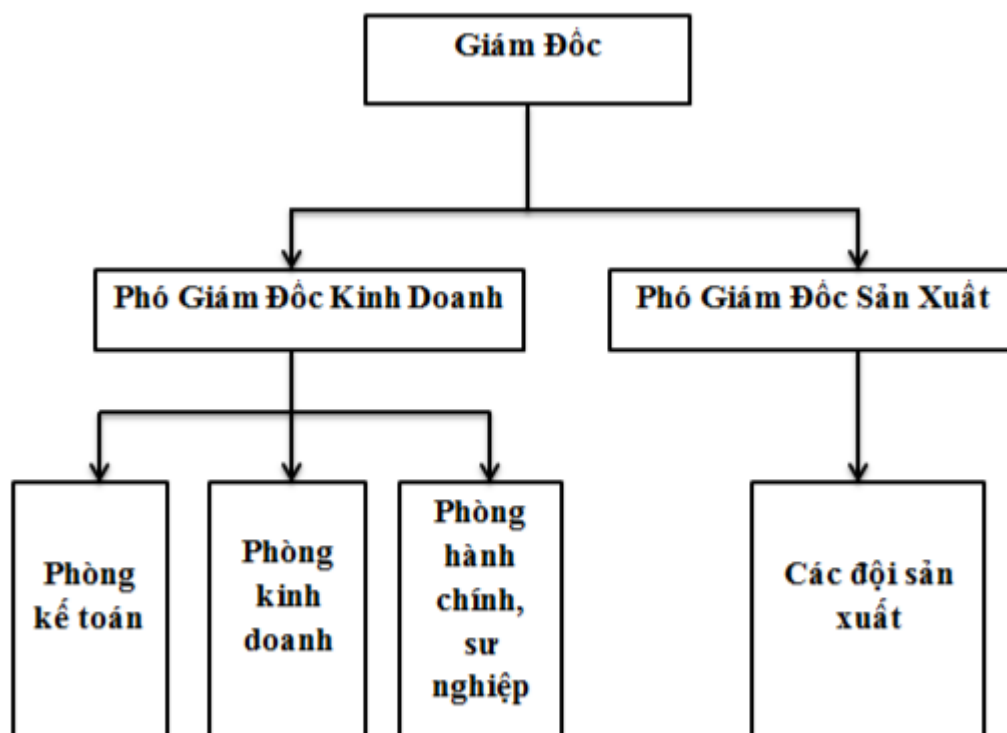 Giám Đốc
Phó Giám Đốc Kinh Doanh
Phó Giám Đốc Sản Xuất
Phòng
kế toán
Phòng
kinh
doanh
Phòng
hành
chính,
sư
nghiệp
Các đội sản
xuất